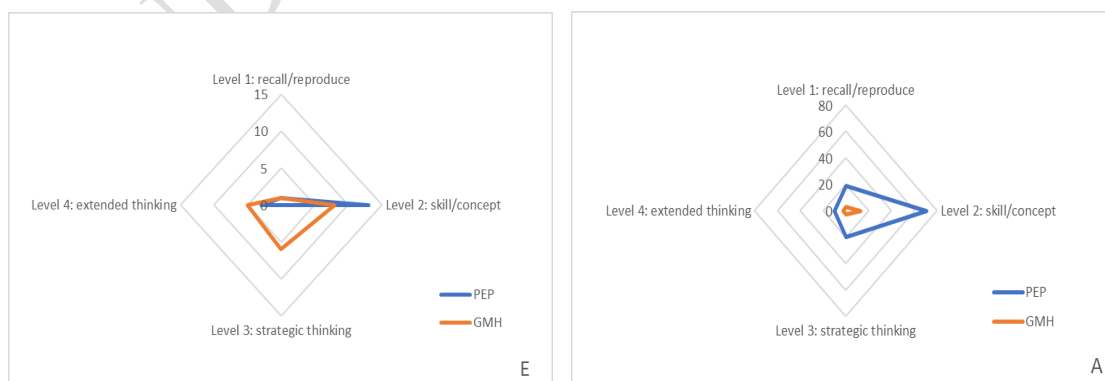 Level 1: recall/reproduce
15
10
5
0
Level 4: extended thinking
Level 2: skill/concept
Level 3: strategic thinking
PEP
GMH
E
Level 1: recall/reproduce
80
60
40
20
0
Level 4: extended thinking
Level 2: skill/concept
Level 3: strategic thinking
PEP
GMH
A